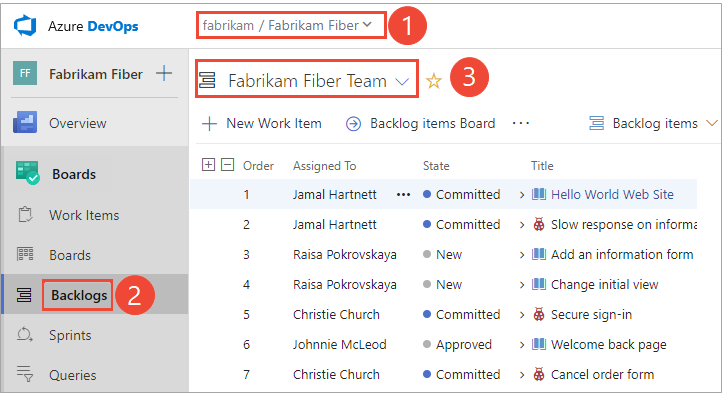 Azure DevOps
fabrikam / Fabrikam Fiber
1
FF
Fabrikam Fiber
Fabrikam Fiber Team
3
Overview
New Work Item
Backlog items Board
...
Backlog items
Boards
Order
Assigned To
State
Title
1 Jamal Hartnett ... Committed Hello World Web Site
Work Items
2 Jamal Hartnett Committed Slow response on informa
Boards
3 Raisa Pokrovskaya New Add an information form
Backlogs
2
4 Raisa Pokrovskaya New Change initial view
5 Christie Church Committed Secure sign-in
Sprints
6 Johnnie McLeod Approved Welcome back page
Queries
7 Christie Church Committed Cancel order form